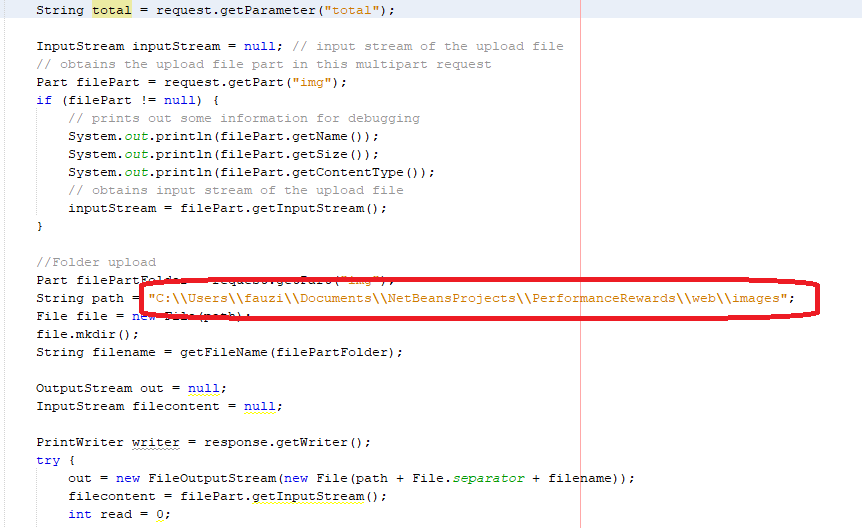 String total = request.getParameter("total");
InputStream inputStream = null; // input stream of the upload file
// obtains the upload file part in this multipart request
Part filePart = request.getPart("img");
if (filePart != null) {
// prints out some information for debugging
System.out.println(filePart.getName());
System.out.println(filePart.getSize());
System.out.println(filePart.getContentType());
// obtains input stream of the upload file
inputStream = filePart.getInputStream();
}
//Folder upload
Part filePartFolder = request.getPart("img");
String path = "C:\\Users\\fauzi\\Documents\\NetBeansProjects\\PerformanceRewards\\web\\images";
File file = new File(path);
file.mkdir();
String filename = getFileName(filePartFolder);
OutputStream out = null;
InputStream filecontent = null;
PrintWriter writer = response.getWriter();
try {
out = new FileOutputStream(new File(path + File.separator + filename));
filecontent = filePart.getInputStream();
int read = 0;